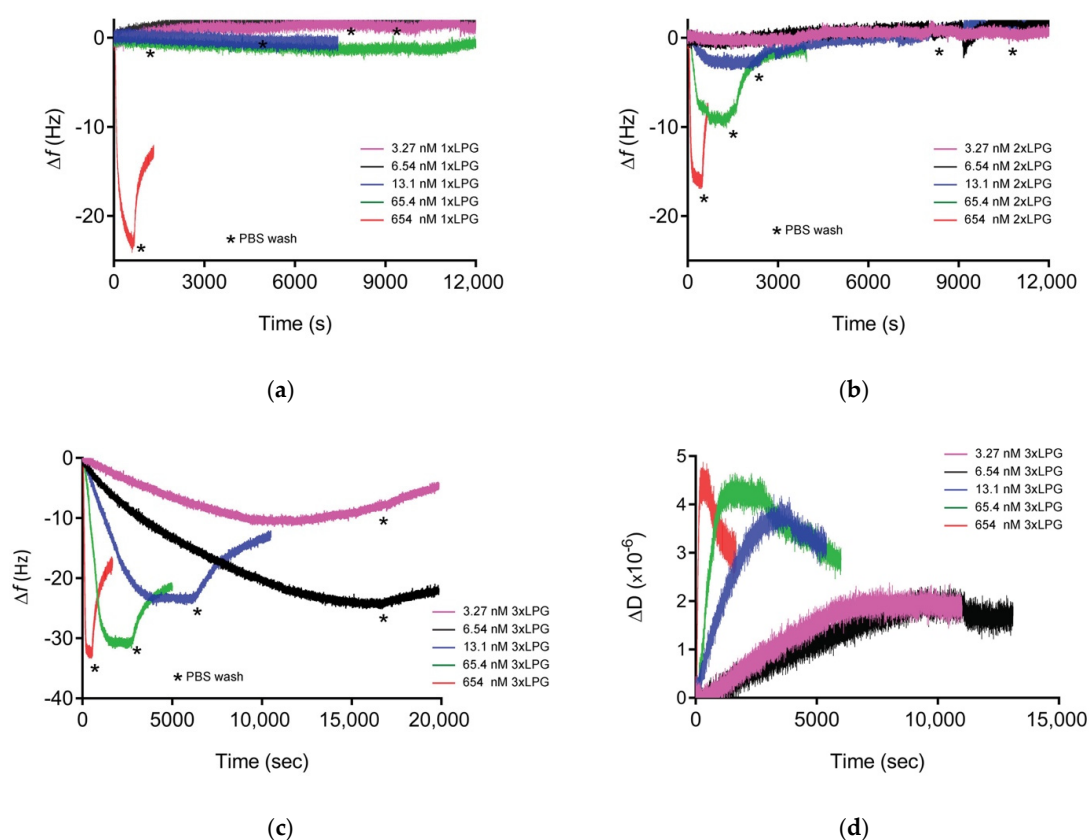 0
-10
-20
Δf (Hz)
3.27 nM 1xLPG
6.54 nM 1xLPG
13.1 nM 1xLPG
65.4 nM 1xLPG
654 nM 1xLPG
* PBS wash
0 3000 6000 9000 12,000
Time (s)
(a)
0
-10
-20
Δf (Hz)
3.27 nM 2xLPG
6.54 nM 2xLPG
13.1 nM 2xLPG
65.4 nM 2xLPG
654 nM 2xLPG
* PBS wash
0 3000 6000 9000 12,000
Time (s)
(b)
0
-10
-20
-30
-40
Δf (Hz)
3.27 nM 3xLPG
6.54 nM 3xLPG
13.1 nM 3xLPG
65.4 nM 3xLPG
654 nM 3xLPG
* PBS wash
0 5000 10,000 15,000 20,000
Time (sec)
(c)
5
4
3
2
1
0
ΔD (x10-6)
3.27 nM 3xLPG
6.54 nM 3xLPG
13.1 nM 3xLPG
65.4 nM 3xLPG
654 nM 3xLPG
0 5000 10,000 15,000
Time (sec)
(d)